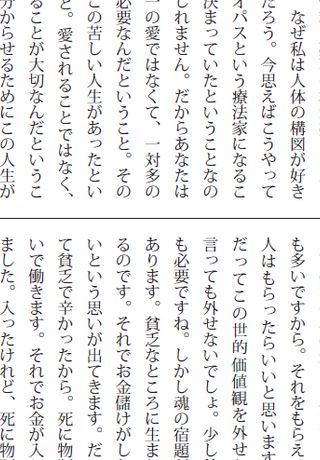 なぜ私は人体の構図が好き
だろう。今思えばこうやって
オパスという療法家になるこ
決まっていたということなの
しれません。だからあなたは
一の愛ではなくて、一対多の
必要なんだということ。その
この苦しい人生があったとい
と。愛されることではなく、
ることが大切なんだというこ
分からせるためにこの人生が
も多いですから。それをもらえ
人はもらったらいいと思います
だってこの世的価値観を外せ
言っても外せないでしょ。少し
も必要ですね。しかし魂の宿題
あります。貧乏なところに生ま
るのです。それでお金儲けがし
いという思いが出てきます。だ
て貧乏で辛かったから。死に物
いで働きます。それでお金が入
ました。入ったけれど、死に物